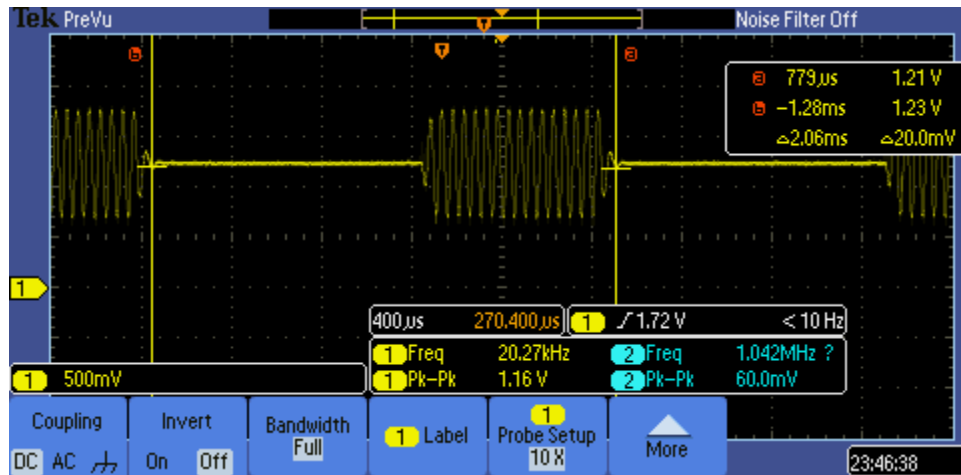 Tek PreVu Noise Filter Off
T
b T a
a 779µs 1.21 V
b −1.28ms 1.23 V
△2.06ms △20.0mV
1
400µs 270.400µs 1 1.72 V < 10 Hz
1 Freq 20.27kHz 2 Freq 1.042MHz ?
1 Pk−Pk 1.16 V 2 Pk−Pk 60.0mV
1 500mV
Coupling
DC AC
Invert
On Off
Bandwidth
Full
1 Label
1
Probe Setup
10 X
More
23:46:38